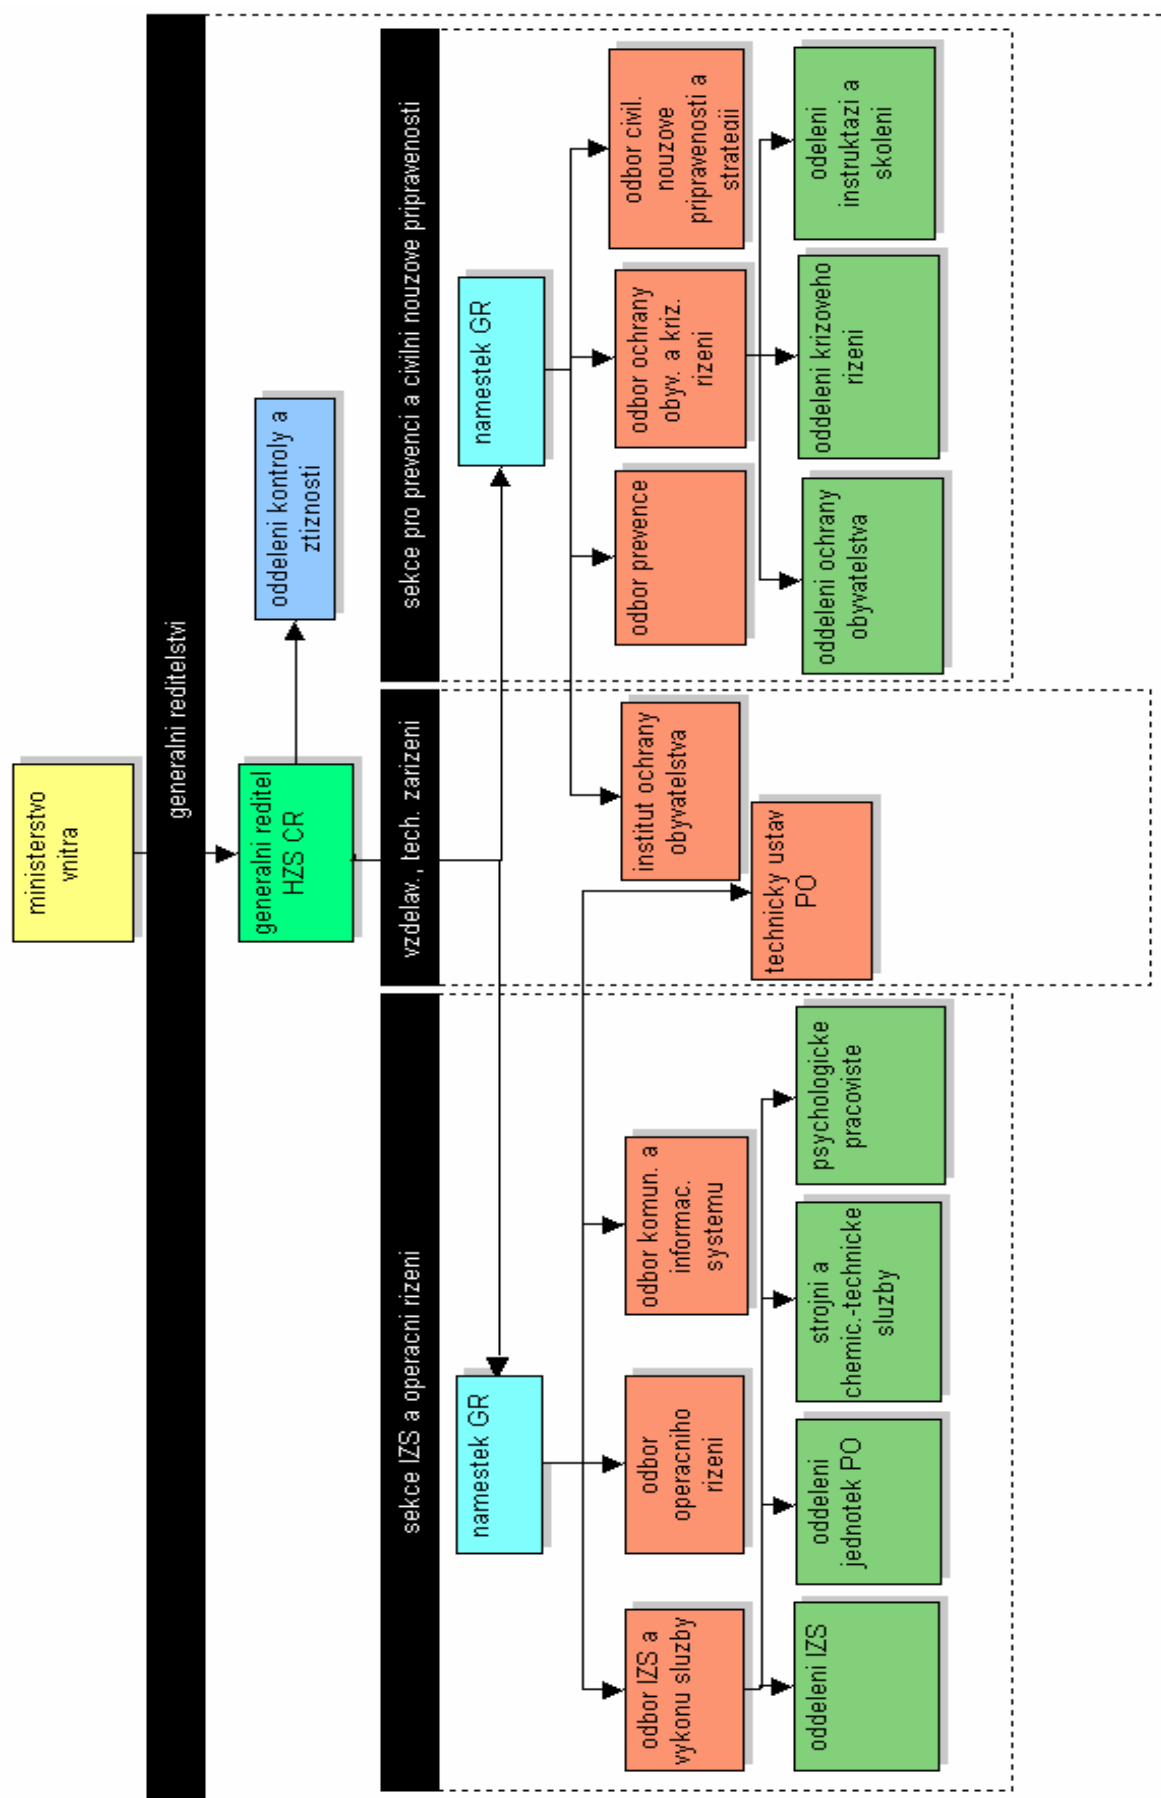 ministerstvo
vnitra
generalni reditelstvi
generalni reditel
HZS CR
oddeleni kontroly a
ztiznosti
sekce IZS a operacni rizeni
vzdelav., tech. zarizeni
sekce pro prevenci a civilni nouzove pripravenosti
namestek GR
namestek GR
odbor IZS a
vykonu sluzby
odbor
operacniho
rizeni
odbor komun. a
informac.
systemu
institut ochrany
obyvatelstva
technicky ustav
PO
odbor prevence
odbor ochrany
obyv. a kriz.
rizeni
odbor civil.
nouzove
pripravenosti a
strategii
oddeleni IZS
oddeleni
jednotek PO
strojni a
chemic.-technicke
sluzby
psychologicke
pracoviste
oddeleni ochrany
obyvatelstva
oddeleni krizoveho
rizeni
odeleni
instruktazi a
skoleni